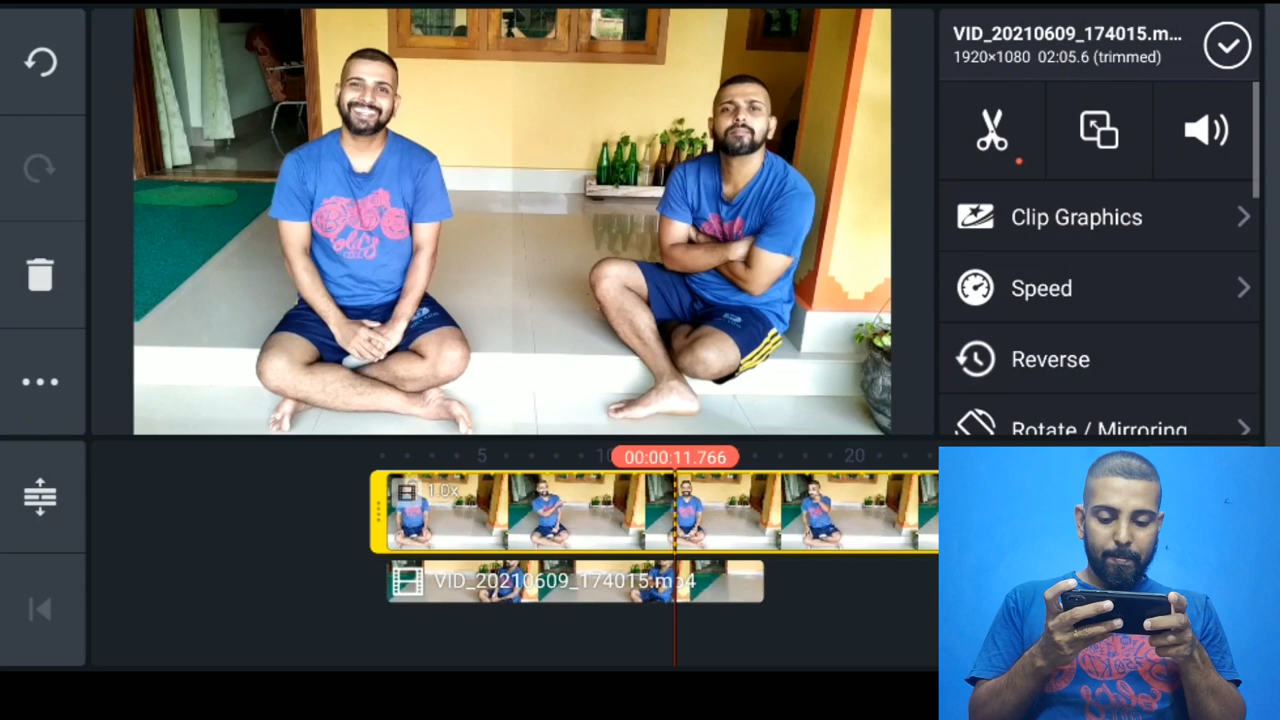 VID_20210609_174015.m...
1920×1080 02:05.6 (trimmed)
Clip Graphics
Speed
Reverse
Rotate / Mirroring
5
10
00:00:11.766
20
1.0x
VID_20210609_174015.mp4